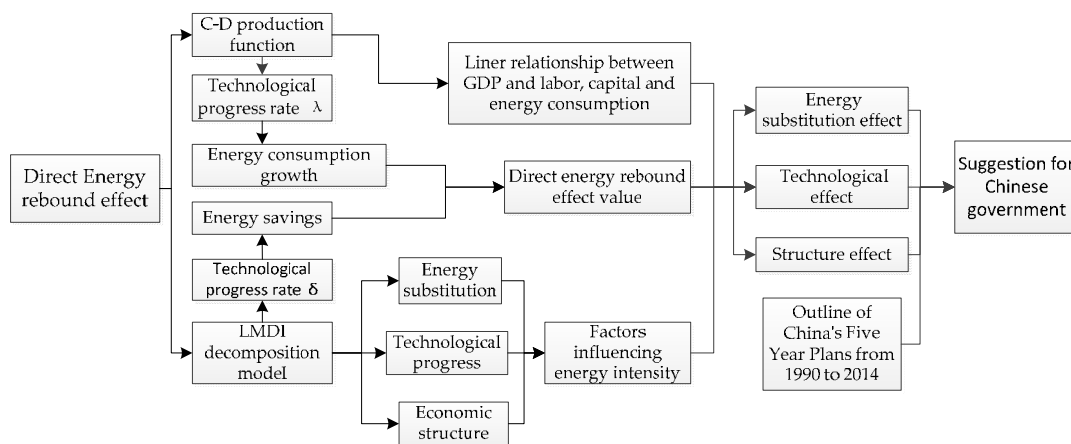 Direct Energy
rebound effect
C-D production
function
Technological
progress rate λ
Energy consumption
growth
Energy savings
Technological
progress rate δ
LMDI
decomposition
model
Energy
substitution
Technological
progress
Economic
structure
Liner relationship between
GDP and labor, capital and
energy consumption
Direct energy rebound
effect value
Factors
influencing
energy intensity
Energy
substitution effect
Technological
effect
Structure effect
Outline of
China's Five
Year Plans from
1990 to 2014
Suggestion for
Chinese
government